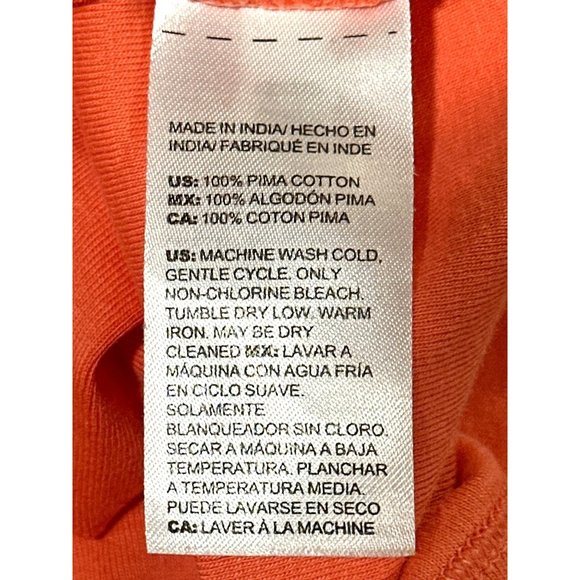 MADE IN INDIA/ HECHO EN
INDIA/ FABRIQUÉ EN INDE
US: 100% PIMA COTTON
MX: 100% ALGODÓN PIMA
CA: 100% COTON PIMA
US: MACHINE WASH COLD,
GENTLE CYCLE. ONLY
NON-CHLORINE BLEACH.
TUMBLE DRY LOW. WARM
IRON. MAY BE DRY
CLEANED MX: LAVAR A
MÁQUINA CON AGUA FRÍA
EN CICLO SUAVE.
SOLAMENTE
BLANQUEADOR SIN CLORO.
SECAR A MÁQUINA A BAJA
TEMPERATURA. PLANCHAR
A TEMPERATURA MEDIA.
PUEDE LAVARSE EN SECO
CA: LAVER À LA MACHINE